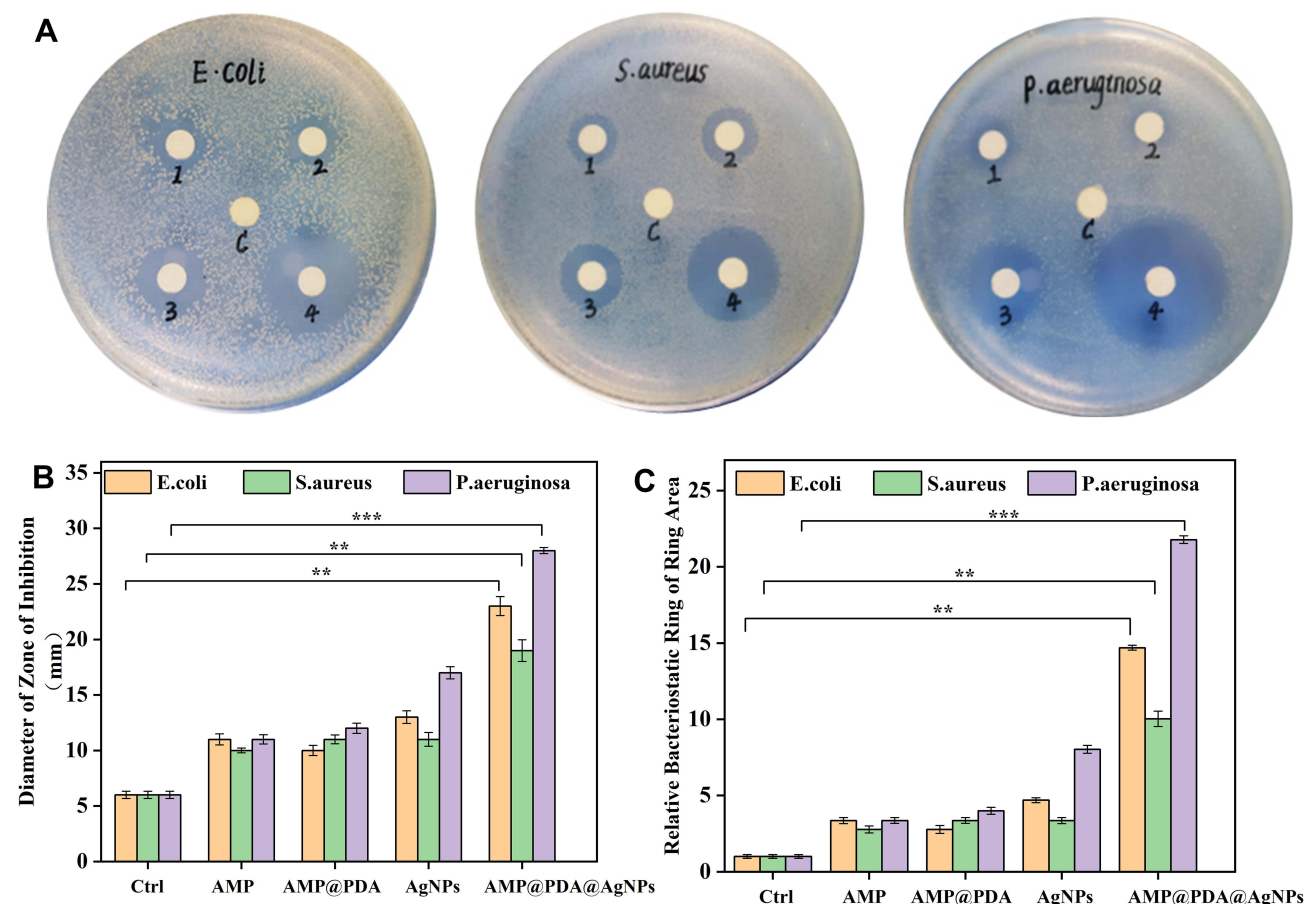 A
E.coli
1
2
C
3
4
S.aureus
1
2
C
3
4
P.aeruginosa
1
2
C
3
4
B
Diameter of Zone of Inhibition
(mm)
35
30
25
20
15
10
5
0
E.coli
S.aureus
P.aeruginosa
***
**
**
Ctrl
AMP
AMP@PDA
AgNPs
AMP@PDA@AgNPs
C
Relative Bacteriostatic Ring of Ring Area
25
20
15
10
5
0
E.coli
S.aureus
P.aeruginosa
***
**
**
Ctrl
AMP
AMP@PDA
AgNPs
AMP@PDA@AgNPs